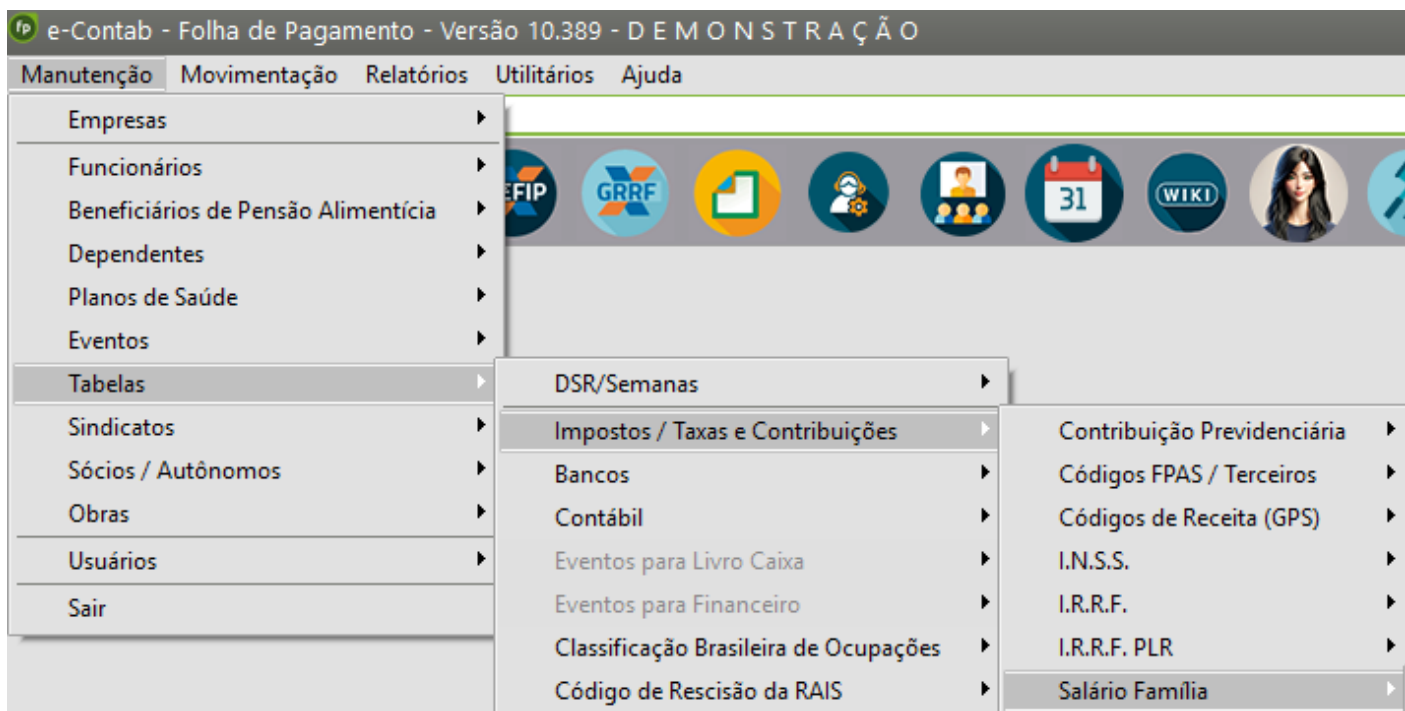 fp e-Contab - Folha de Pagamento - Versão 10.389 - D E M O N S T R A Ç Ã O
Manutenção Movimentação Relatórios Utilitários Ajuda
Empresas
Funcionários
Beneficiários de Pensão Alimentícia
Dependentes
Planos de Saúde
Eventos
Tabelas
Sindicatos
Sócios / Autônomos
Obras
Usuários
Sair
EFIP GRRF 31 WIKI
DSR/Semanas
Impostos / Taxas e Contribuições
Bancos
Contábil
Eventos para Livro Caixa
Eventos para Financeiro
Classificação Brasileira de Ocupações
Código de Rescisão da RAIS
Contribuição Previdenciária
Códigos FPAS / Terceiros
Códigos de Receita (GPS)
I.N.S.S.
I.R.R.F.
I.R.R.F. PLR
Salário Família